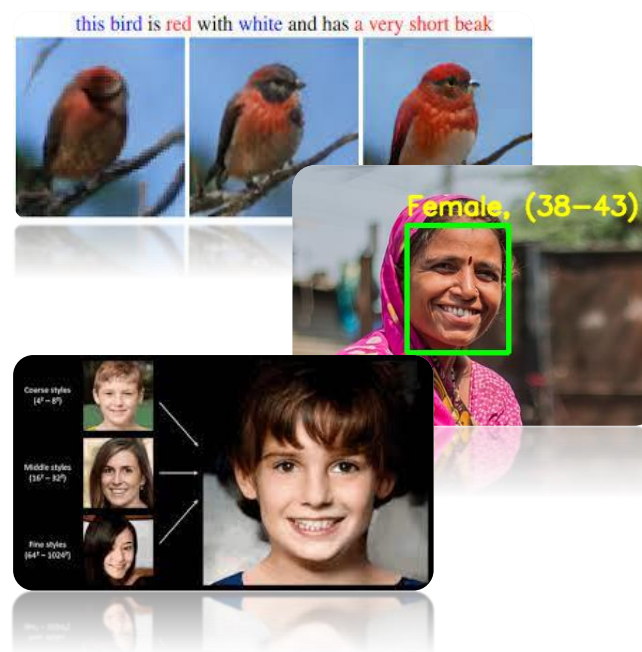 this bird is red with white and has a very short beak
Female, (38-43)
Coarse styles
(4² – 8²)
Middle styles
(16² – 32²)
Fine styles
(64² – 1024²)